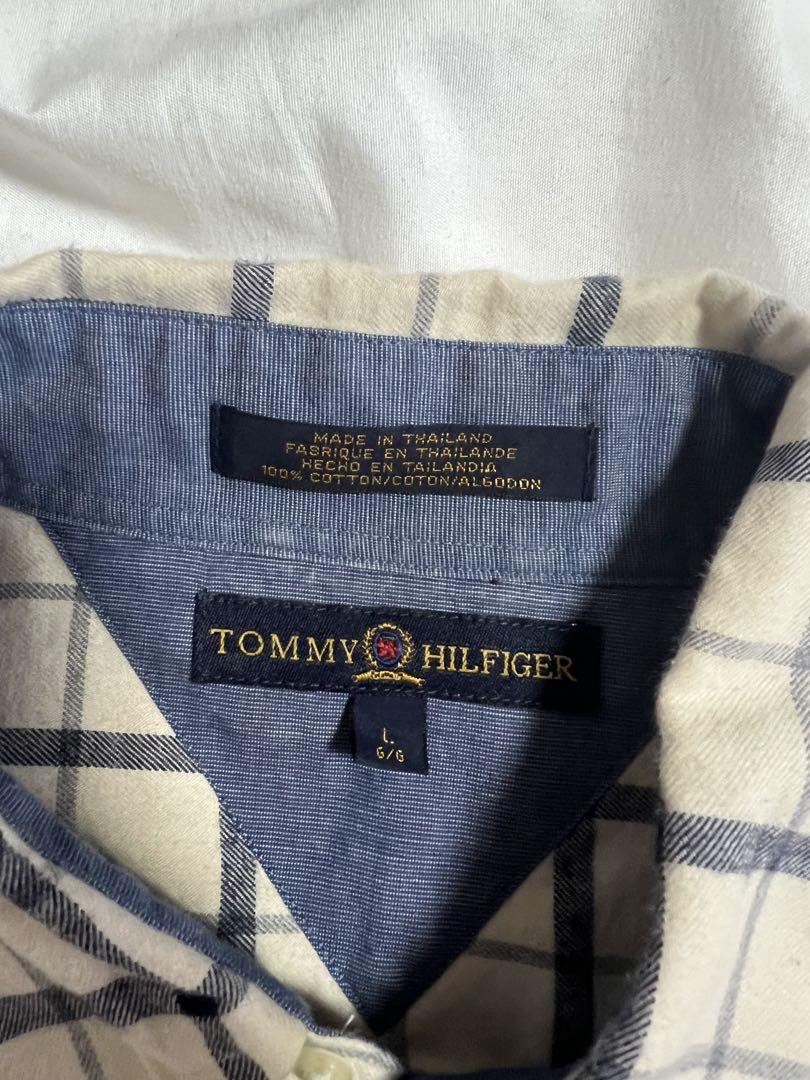 MADE IN THAILAND
FABRIQUE EN THAILANDE
HECHO EN TAILANDIA
100% COTTON/COTON/ALGODON
TOMMY HILFIGER
L
G/G